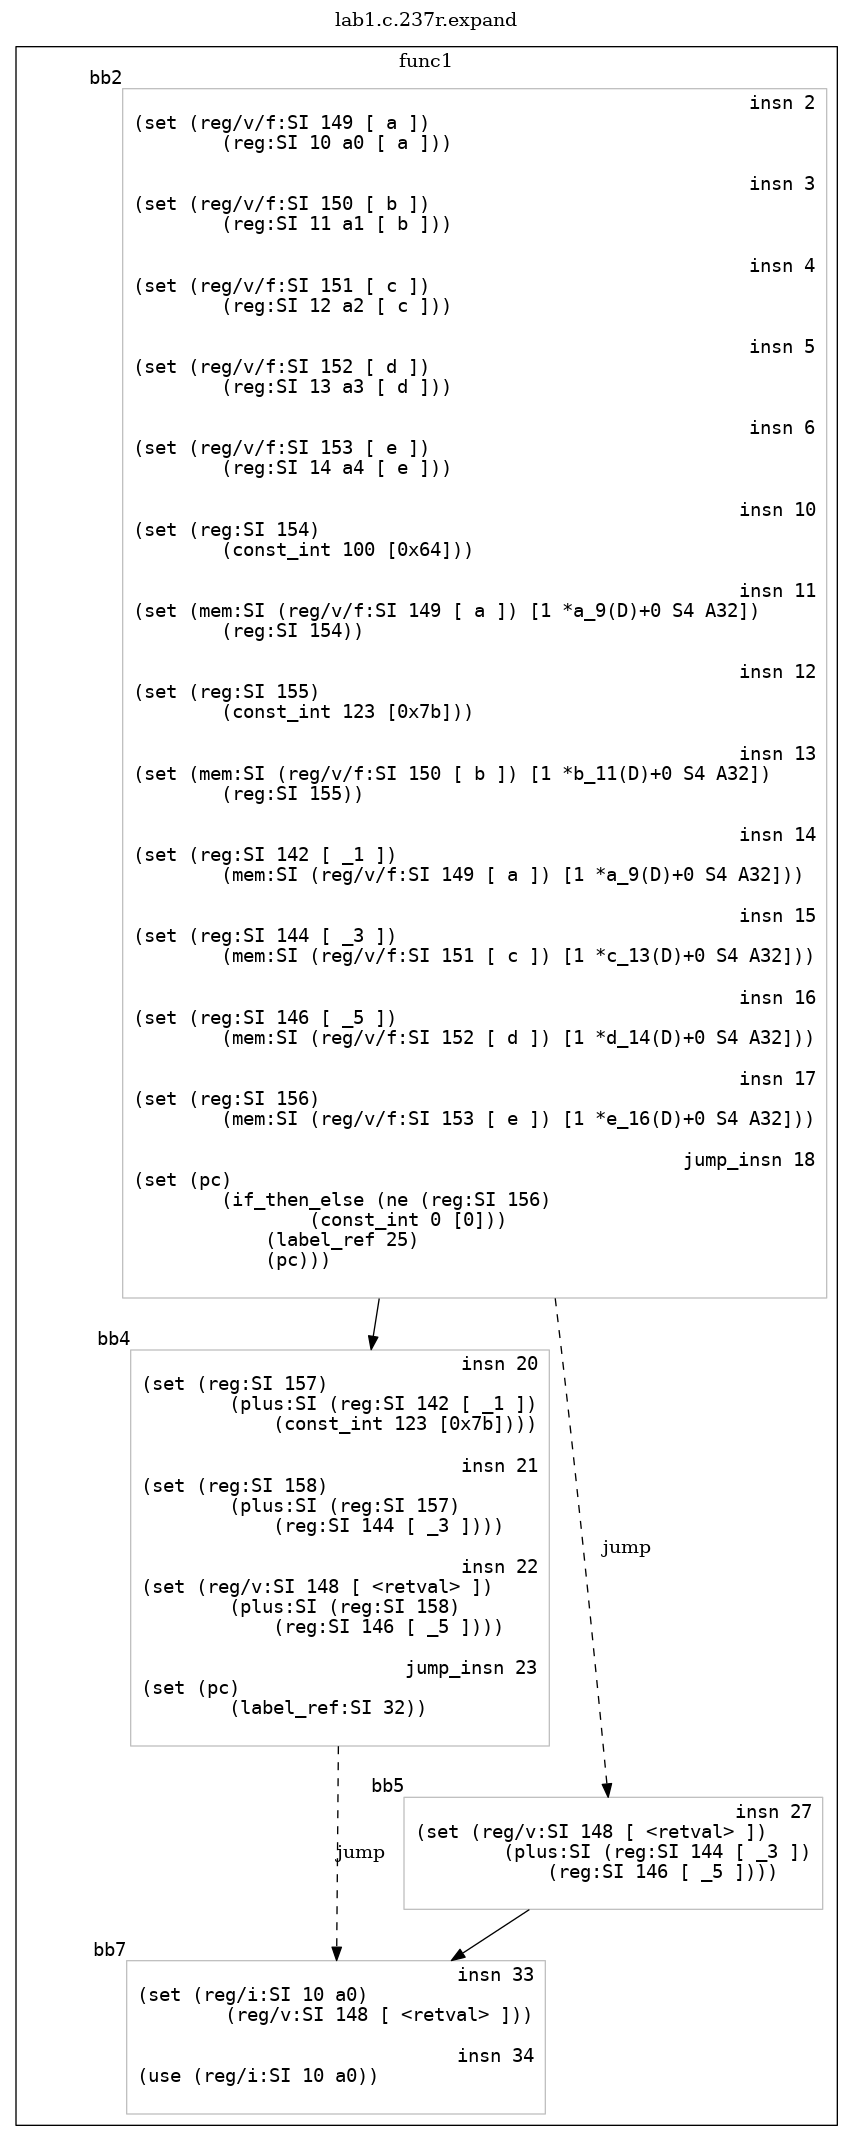 lab1.c.237r.expand
func1
bb2
insn 2
(set (reg/v/f:SI 149 [ a ])
        (reg:SI 10 a0 [ a ]))
insn 3
(set (reg/v/f:SI 150 [ b ])
        (reg:SI 11 a1 [ b ]))
insn 4
(set (reg/v/f:SI 151 [ c ])
        (reg:SI 12 a2 [ c ]))
insn 5
(set (reg/v/f:SI 152 [ d ])
        (reg:SI 13 a3 [ d ]))
insn 6
(set (reg/v/f:SI 153 [ e ])
        (reg:SI 14 a4 [ e ]))
insn 10
(set (reg:SI 154)
        (const_int 100 [0x64]))
insn 11
(set (mem:SI (reg/v/f:SI 149 [ a ]) [1 *a_9(D)+0 S4 A32])
        (reg:SI 154))
insn 12
(set (reg:SI 155)
        (const_int 123 [0x7b]))
insn 13
(set (mem:SI (reg/v/f:SI 150 [ b ]) [1 *b_11(D)+0 S4 A32])
        (reg:SI 155))
insn 14
(set (reg:SI 142 [ _1 ])
        (mem:SI (reg/v/f:SI 149 [ a ]) [1 *a_9(D)+0 S4 A32]))
insn 15
(set (reg:SI 144 [ _3 ])
        (mem:SI (reg/v/f:SI 151 [ c ]) [1 *c_13(D)+0 S4 A32]))
insn 16
(set (reg:SI 146 [ _5 ])
        (mem:SI (reg/v/f:SI 152 [ d ]) [1 *d_14(D)+0 S4 A32]))
insn 17
(set (reg:SI 156)
        (mem:SI (reg/v/f:SI 153 [ e ]) [1 *e_16(D)+0 S4 A32]))
jump_insn 18
(set (pc)
        (if_then_else (ne (reg:SI 156)
                (const_int 0 [0]))
            (label_ref 25)
            (pc)))
bb4
insn 20
(set (reg:SI 157)
        (plus:SI (reg:SI 142 [ _1 ])
            (const_int 123 [0x7b])))
insn 21
(set (reg:SI 158)
        (plus:SI (reg:SI 157)
            (reg:SI 144 [ _3 ])))
insn 22
(set (reg/v:SI 148 [ <retval> ])
        (plus:SI (reg:SI 158)
            (reg:SI 146 [ _5 ])))
jump_insn 23
(set (pc)
        (label_ref:SI 32))
jump
bb5
insn 27
(set (reg/v:SI 148 [ <retval> ])
        (plus:SI (reg:SI 144 [ _3 ])
            (reg:SI 146 [ _5 ])))
jump
bb7
insn 33
(set (reg/i:SI 10 a0)
        (reg/v:SI 148 [ <retval> ]))
insn 34
(use (reg/i:SI 10 a0))